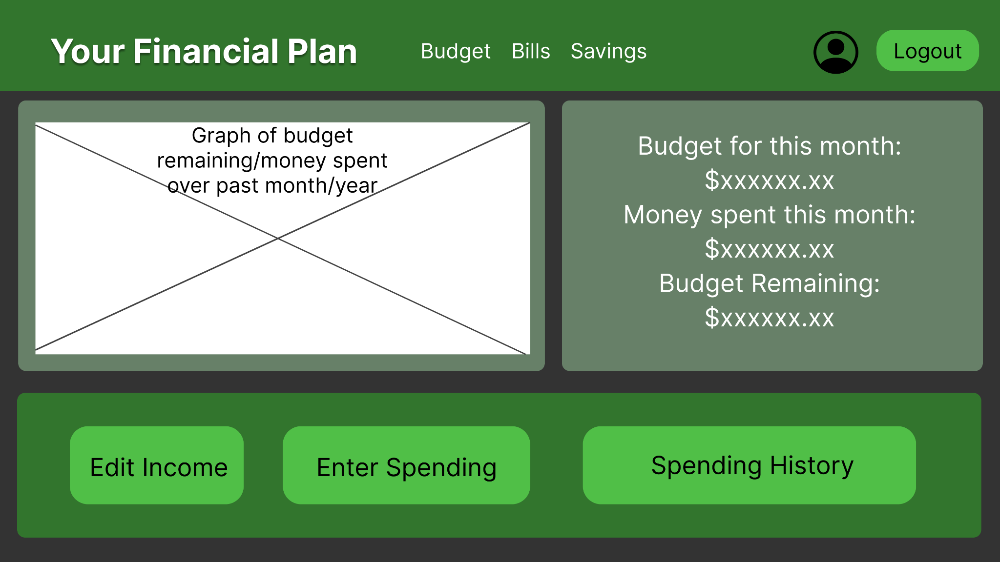 Your Financial Plan
Budget
Bills
Savings
Logout
Graph of budget
remaining/money spent
over past month/year
Budget for this month:
$xxxxxx.xx
Money spent this month:
$xxxxxx.xx
Budget Remaining:
$xxxxxx.xx
Edit Income
Enter Spending
Spending History